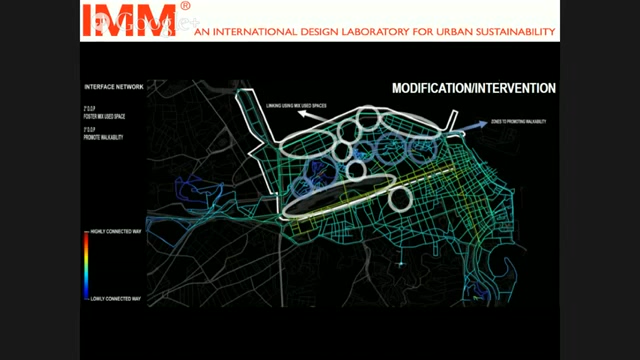 IMM®
Google+
AN INTERNATIONAL DESIGN LABORATORY FOR URBAN SUSTAINABILITY
INTERFACE NETWORK
MODIFICATION/INTERVENTION
LINKING USING MIX USED SPACES
FOSTER MIX USED SPACE
ZONES TO PROMOTING WALKABILITY
PROMOTE WALKABILITY
HIGHLY CONNECTED WAY
LOWLY CONNECTED WAY